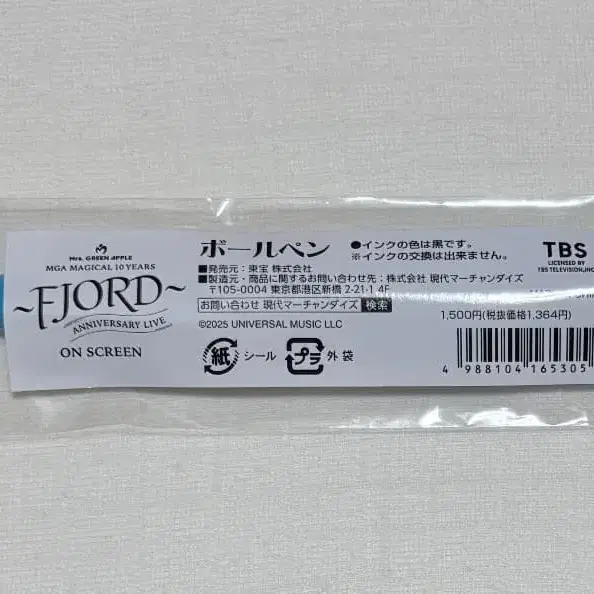 Mrs. GREEN APPLE
MGA MAGICAL 10 YEARS
~FJORD~
ANNIVERSARY LIVE
ON SCREEN
ボールペン
●インクの色は黒です。
※インクの交換は出来ません。
■発売元:東宝 株式会社
■製造元・商品に関するお問い合わせ先:株式会社 現代マーチャンダイズ
〒105-0004 東京都港区新橋 2-21-1 4F
お問い合わせ 現代マーチャンダイズ 検索
©2025 UNIVERSAL MUSIC LLC
紙 シール
プラ 外袋
TBS
LICENSED BY
TBS TELEVISION,INC.
1,500円(税抜価格1,364円)
4 988104 165305